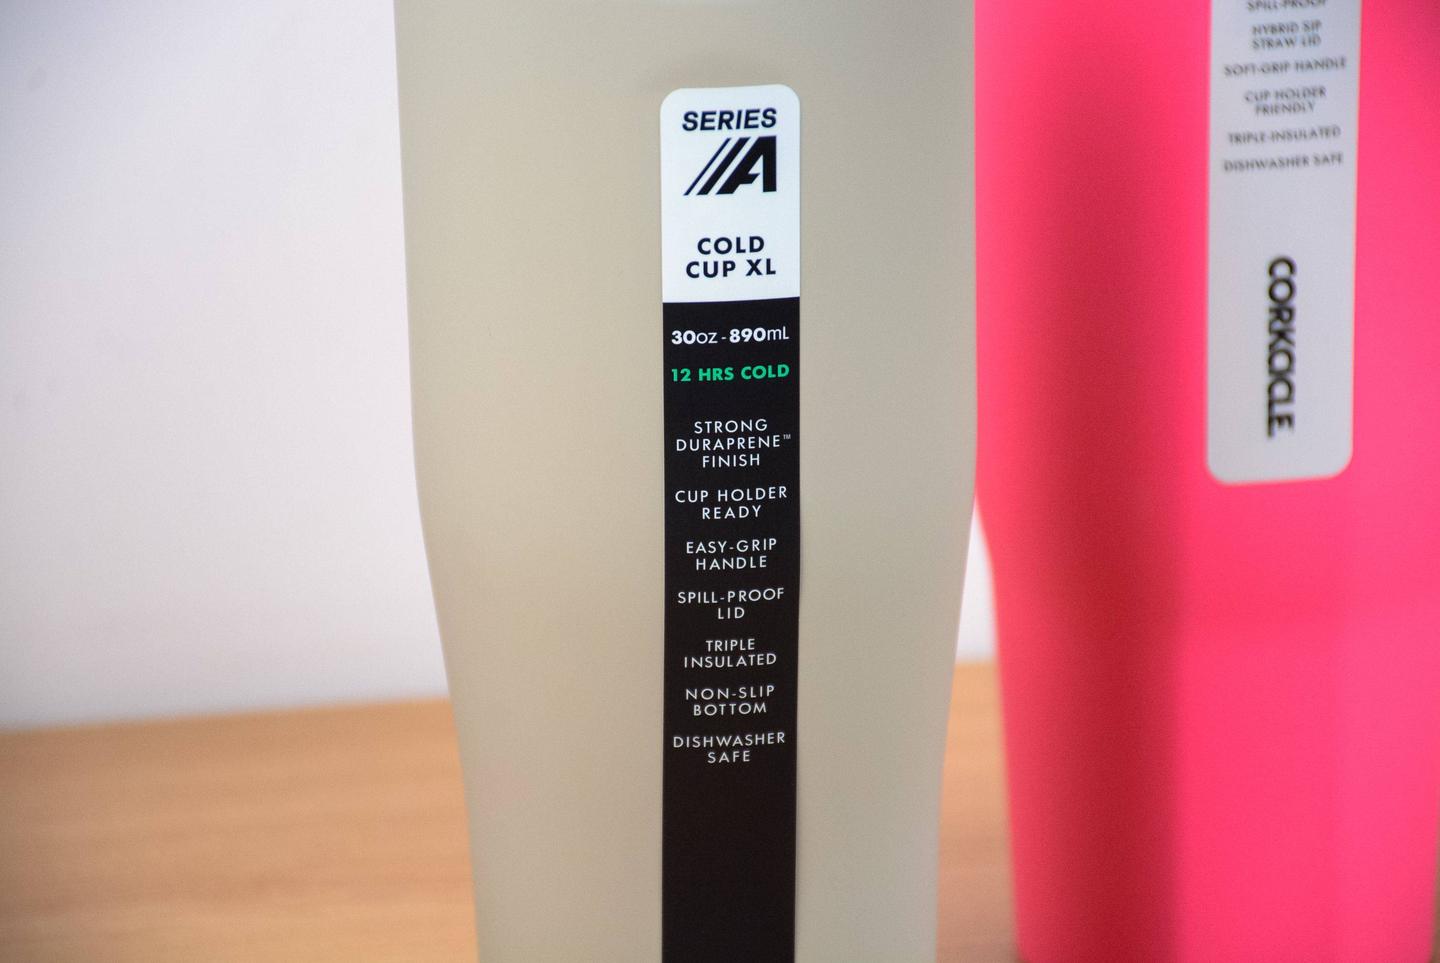 SERIES
//A
COLD
CUP XL
30oz - 890mL
12 HRS COLD
STRONG
DURAPRENE™
FINISH
CUP HOLDER
READY
EASY-GRIP
HANDLE
SPILL-PROOF
LID
TRIPLE
INSULATED
NON-SLIP
BOTTOM
DISHWASHER
SAFE
SPILL-PROOF
HYBRID SIP
STRAW LID
SOFT-GRIP HANDLE
CUP HOLDER
FRIENDLY
TRIPLE-INSULATED
DISHWASHER SAFE
CORKCICLE